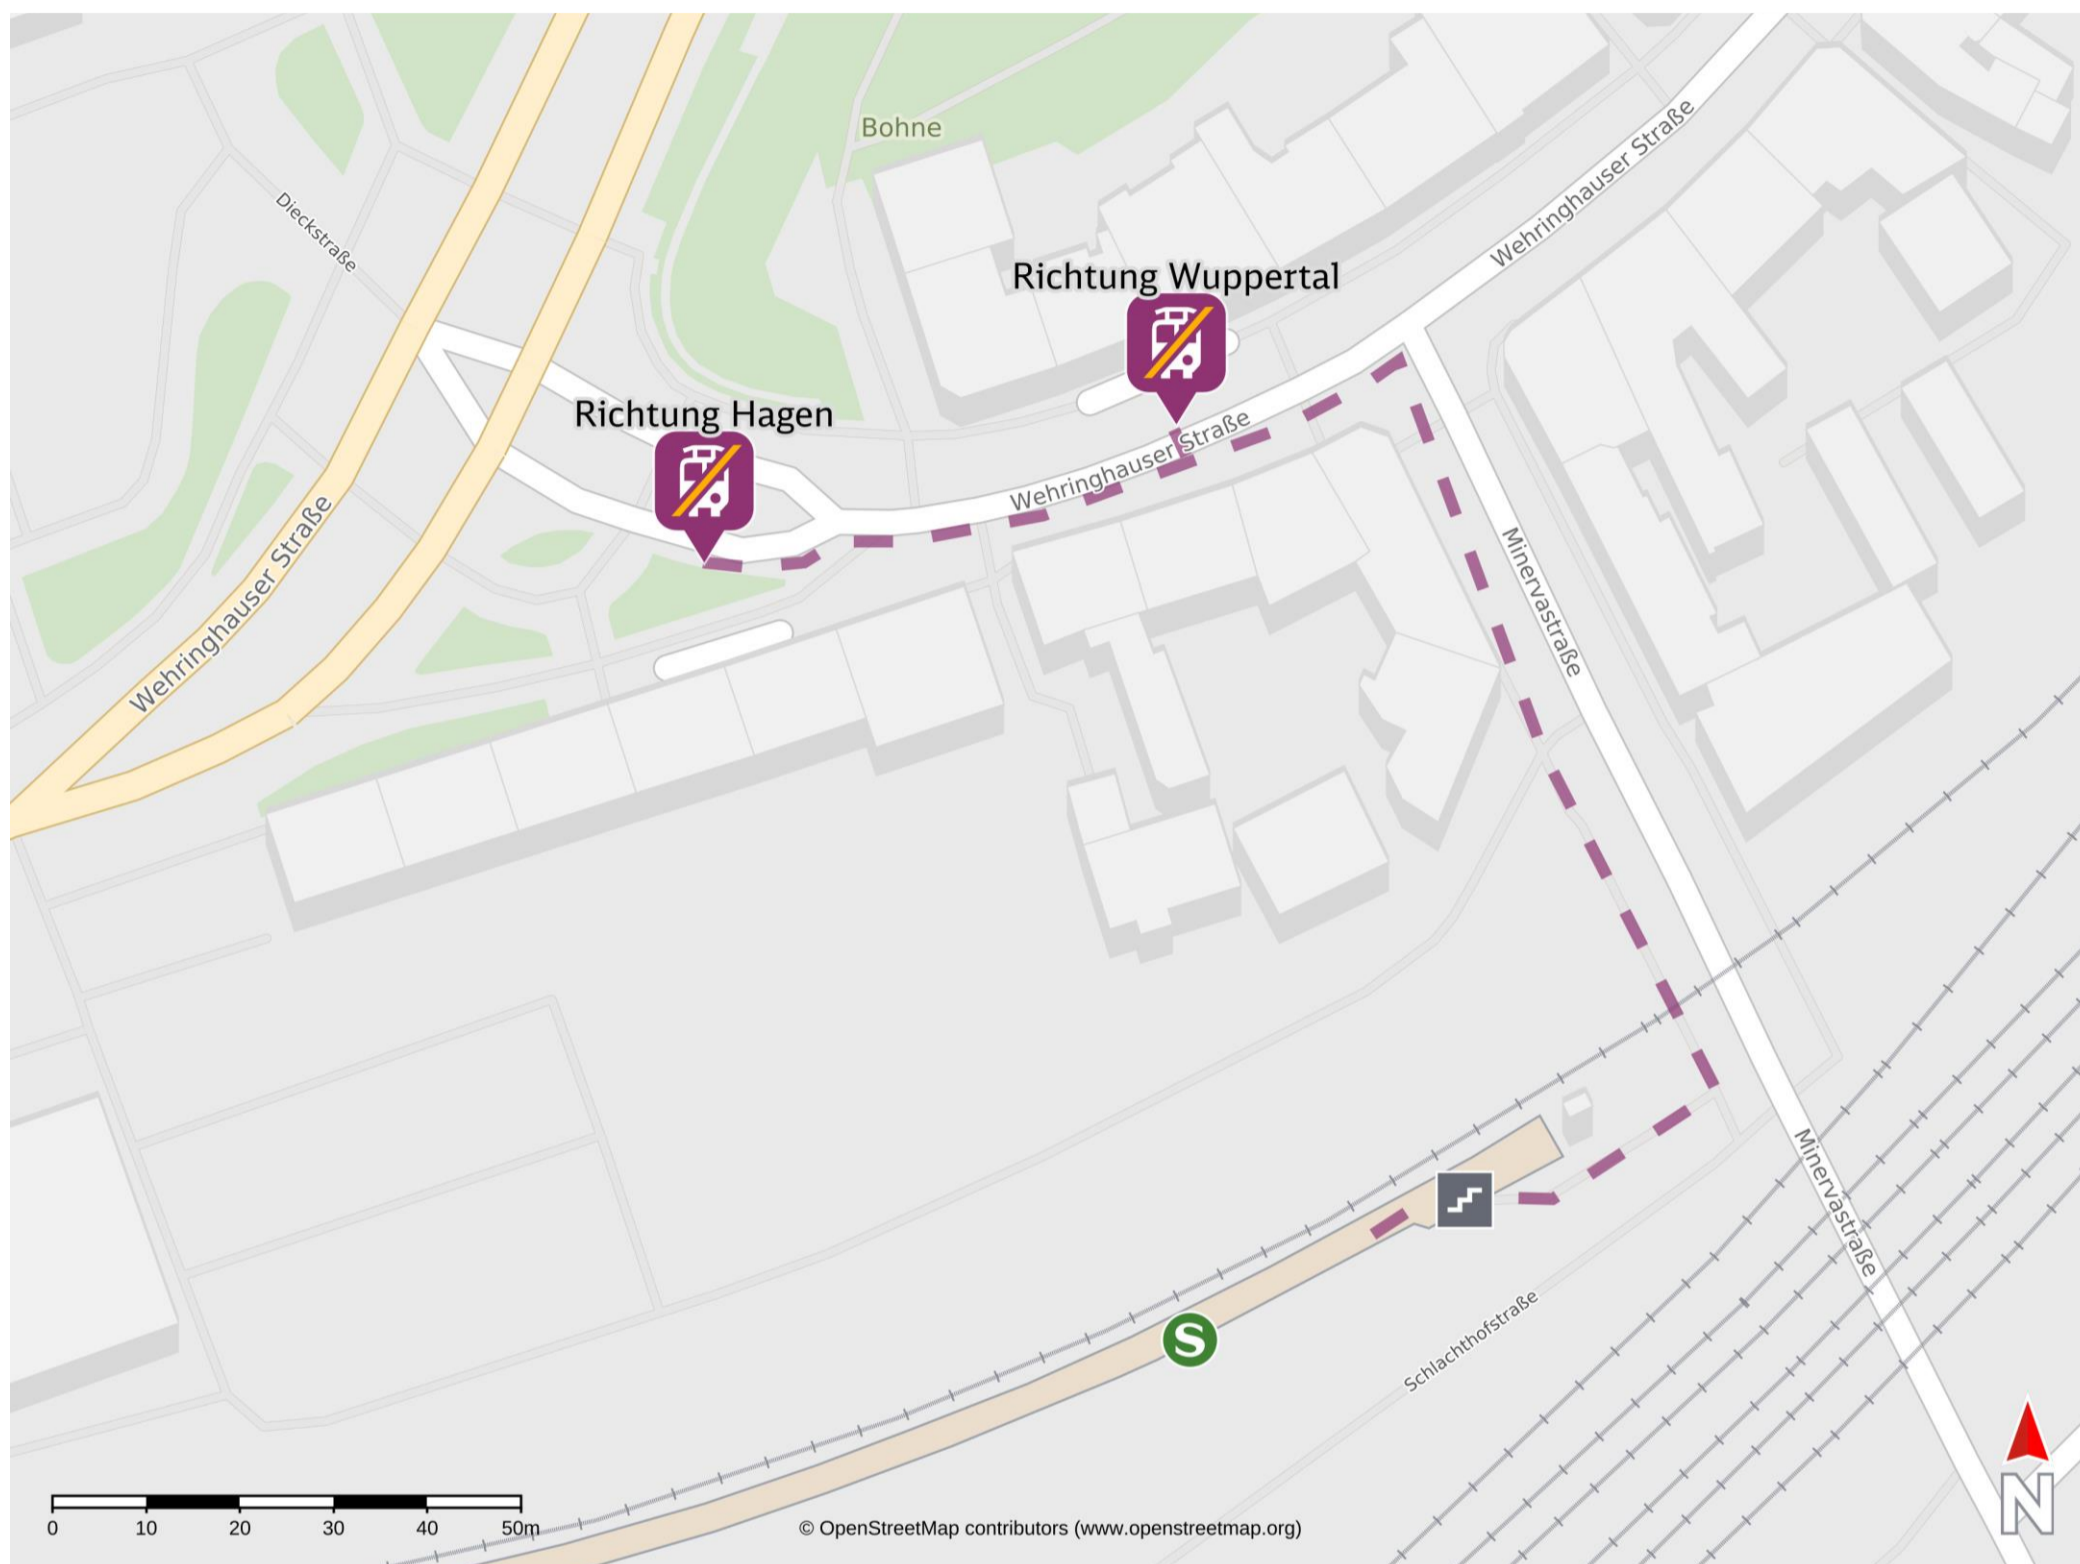 Bohne
Wehringhauser Straße
Dieckstraße
Richtung Wuppertal
Richtung Hagen
Wehringhauser Straße
Wehringhauser Straße
Minervastraße
Minervastraße
S
Schlachthofstraße
N
0 10 20 30 40 50m
© OpenStreetMap contributors (www.openstreetmap.org)